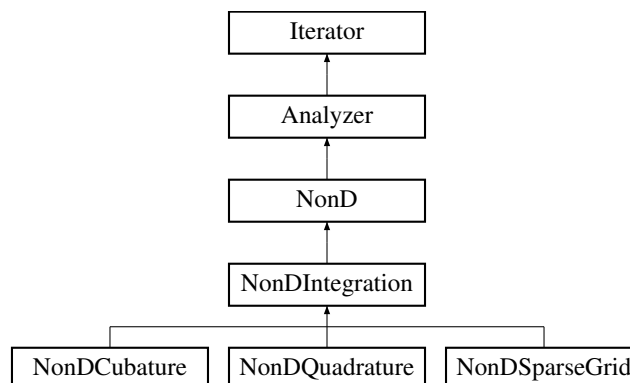 Iterator
Analyzer
NonD
NonDIntegration
NonDCubature NonDQuadrature NonDSparseGrid